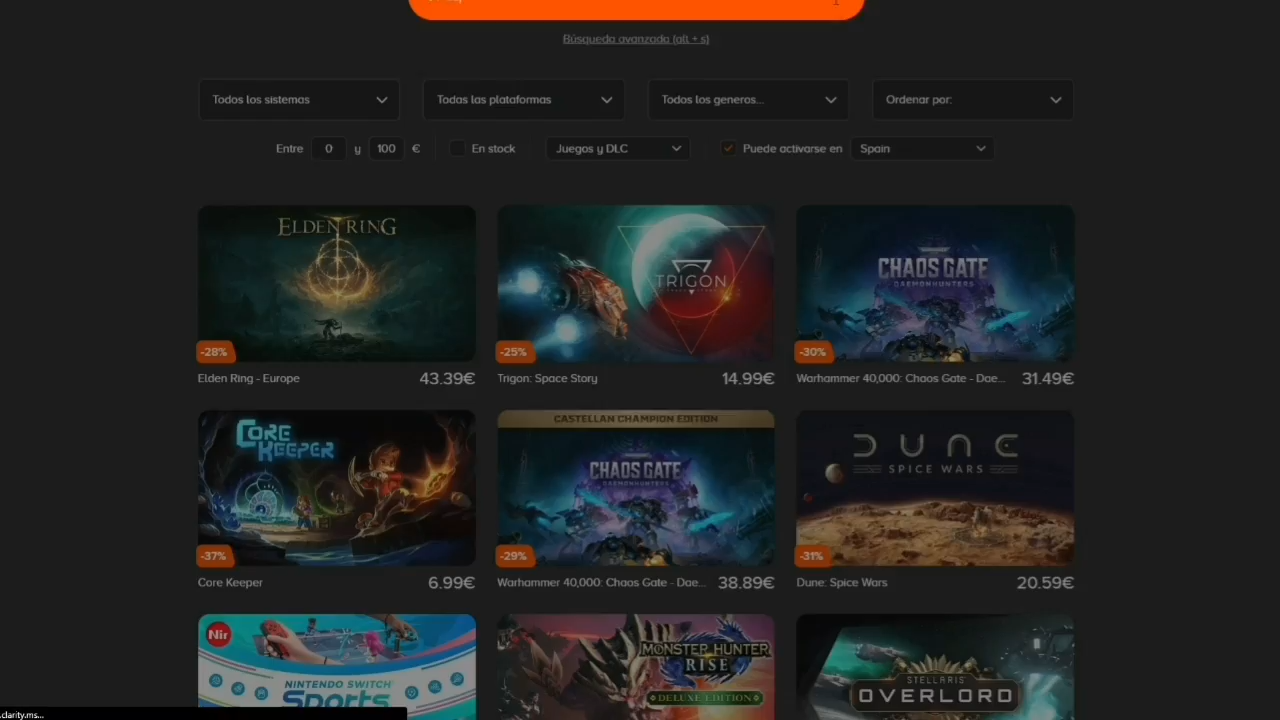 Búsqueda avanzada (alt + s)
Todos los sistemas
Todas las plataformas
Todos los generos...
Ordenar por:
Entre 0 y 100 €
En stock
Juegos y DLC
Puede activarse en
Spain
ELDEN RING
TRIGON
CHAOS GATE
DAEMONHUNTERS
-28%
-25%
-30%
Elden Ring - Europe
43.39€
Trigon: Space Story
14.99€
Warhammer 40,000: Chaos Gate - Dae...
31.49€
CORE
KEEPER
CASTELLAN CHAMPION EDITION
CHAOS GATE
DAEMONHUNTERS
DUNE
SPICE WARS
-37%
-29%
-31%
Core Keeper
6.99€
Warhammer 40,000: Chaos Gate - Dae...
38.89€
Dune: Spice Wars
20.59€
Nir
NINTENDO SWITCH
Sports
MONSTER HUNTER
RISE
DELUXE EDITION
STELLARIS
OVERLORD
.clarity.ms...